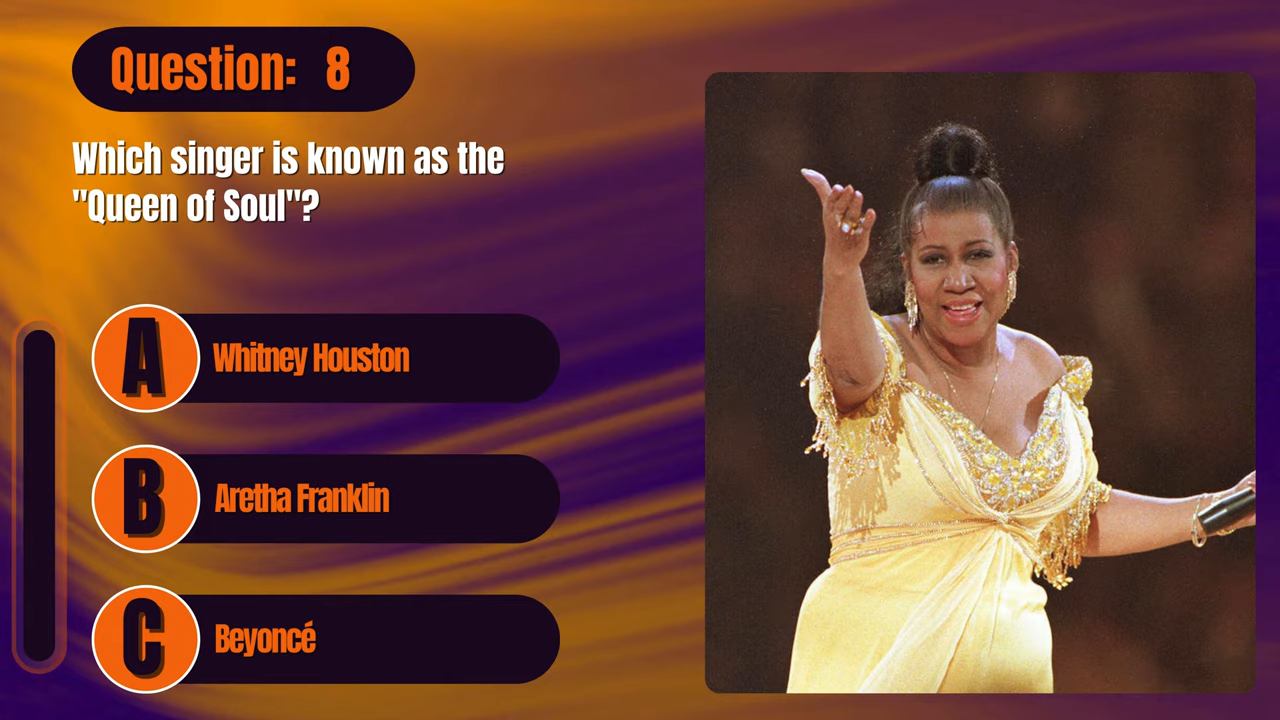 Question: 8
Which singer is known as the
"Queen of Soul"?
A Whitney Houston
B Aretha Franklin
C Beyoncé